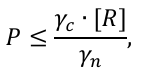 P ≤ γ_c · [R] / γ_n,